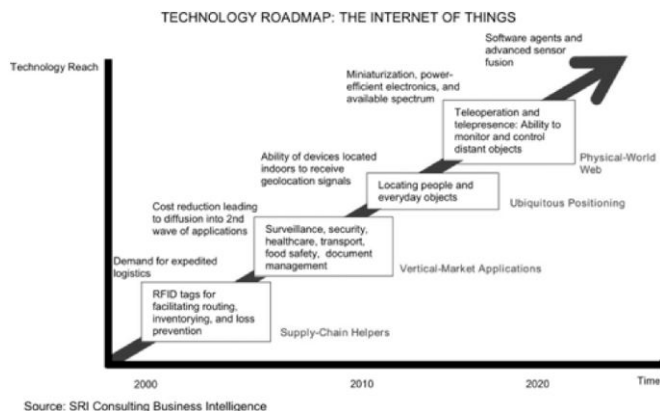 TECHNOLOGY ROADMAP: THE INTERNET OF THINGS
Technology Reach
Software agents and
advanced sensor
fusion
Miniaturization, power-
efficient electronics, and
available spectrum
Teleoperation and
telepresence: Ability to
monitor and control
distant objects
Physical-World
Web
Ability of devices located
indoors to receive
geolocation signals
Locating people and
everyday objects
Ubiquitous Positioning
Cost reduction leading
to diffusion into 2nd
wave of applications
Surveillance, security,
healthcare, transport,
food safety, document
management
Vertical-Market Applications
Demand for expedited
logistics
RFID tags for
facilitating routing,
inventorying, and loss
prevention
Supply-Chain Helpers
2000
2010
2020
Time
Source: SRI Consulting Business Intelligence